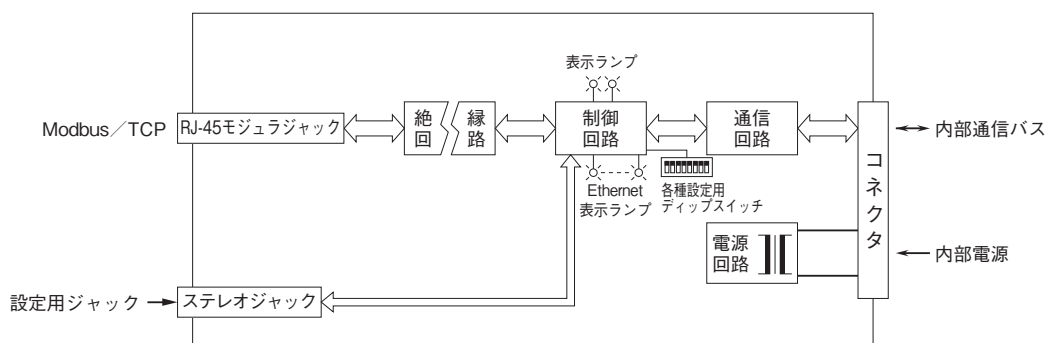 表示ランプ
Modbus／TCP
RJ-45モジュラジャック
絶縁
回路
制御
回路
通信
回路
コネクタ
内部通信バス
Ethernet
表示ランプ
各種設定用
ディップスイッチ
電源
回路
内部電源
設定用ジャック
ステレオジャック